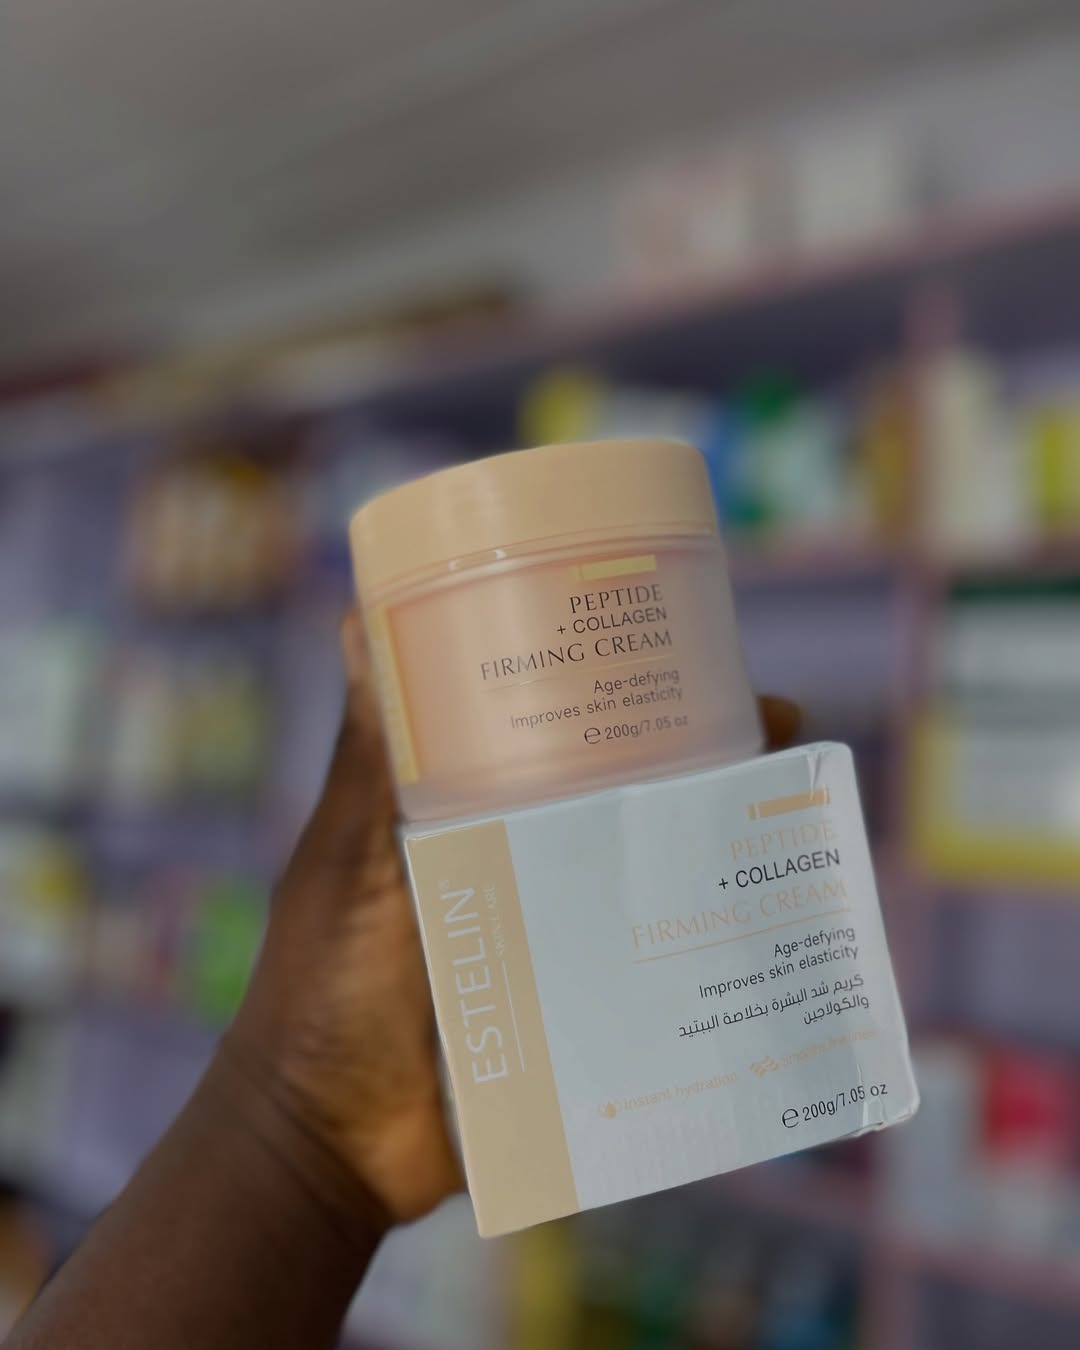 PEPTIDE
+ COLLAGEN
FIRMING CREAM
Age-defying
Improves skin elasticity
℮ 200g/7.05 oz
ESTELIN®
SKIN CARE
PEPTIDE
+ COLLAGEN
FIRMING CREAM
Age-defying
Improves skin elasticity
كريم شد البشرة بخلاصة الببتيد
والكولاجين
Instant hydration
℮ 200g/7.05 oz